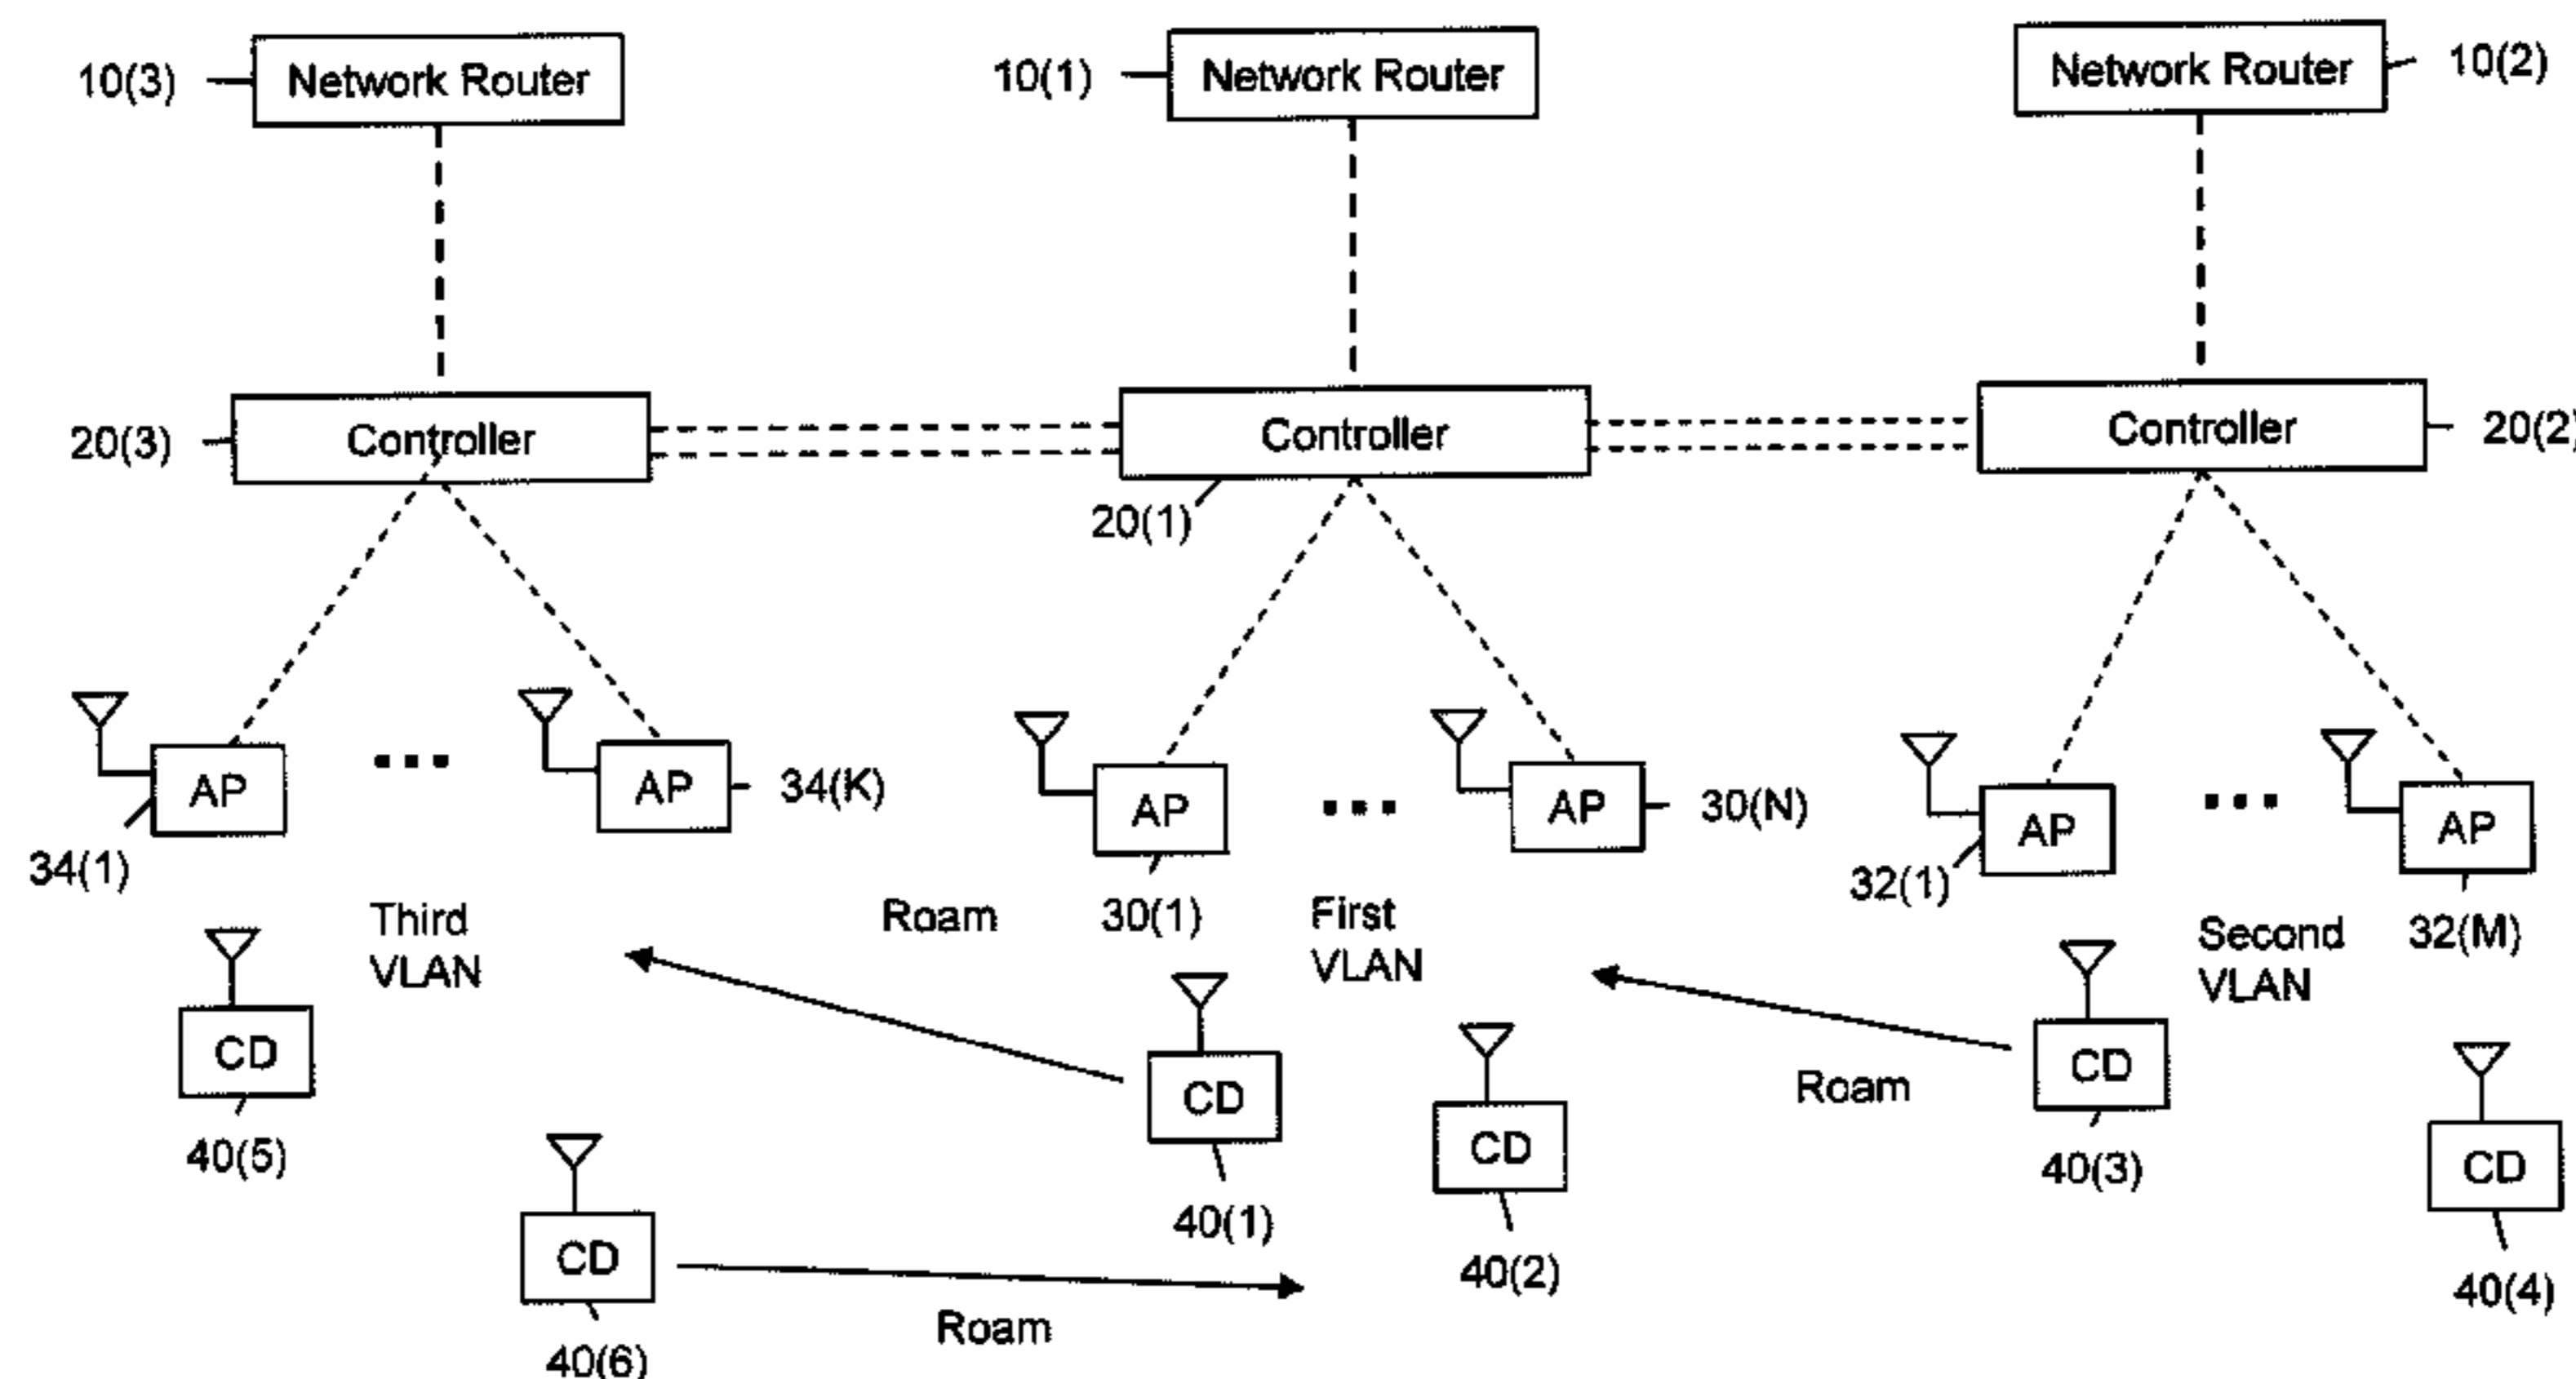 10(3) Network Router 10(1) Network Router Network Router 10(2)
20(3) Controller Controller Controller 20(2)
20(1)
AP AP 34(K) AP AP 30(N) AP AP
34(1) 32(1)
Third Roam 30(1) First Second 32(M)
VLAN VLAN VLAN
CD CD CD
Roam
40(5) CD 40(3) CD
CD 40(1) 40(2) 40(4)
Roam
40(6)